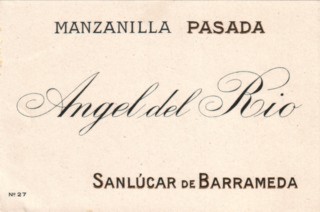 MANZANILLA PASADA
Angel del Rio
SANLÚCAR DE BARRAMEDA
Nº 27